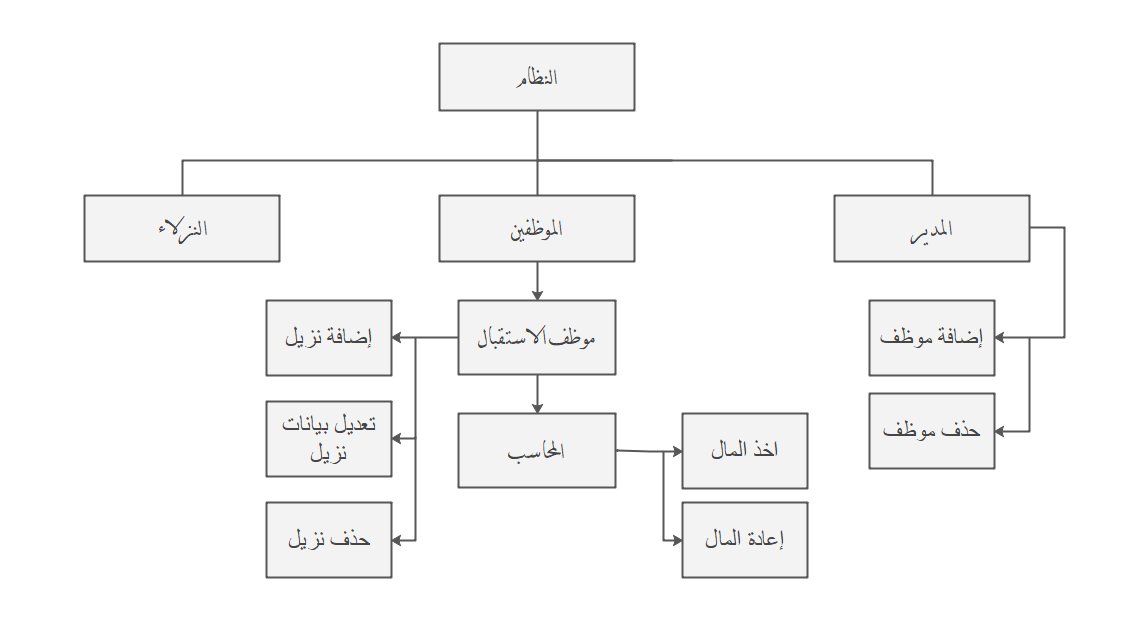 النظام
المدير
الموظفين
النزلاء
إضافة موظف
موظف الاستقبال
إضافة نزيل
حذف موظف
تعديل بيانات
نزيل
المحاسب
اخذ المال
حذف نزيل
إعادة المال